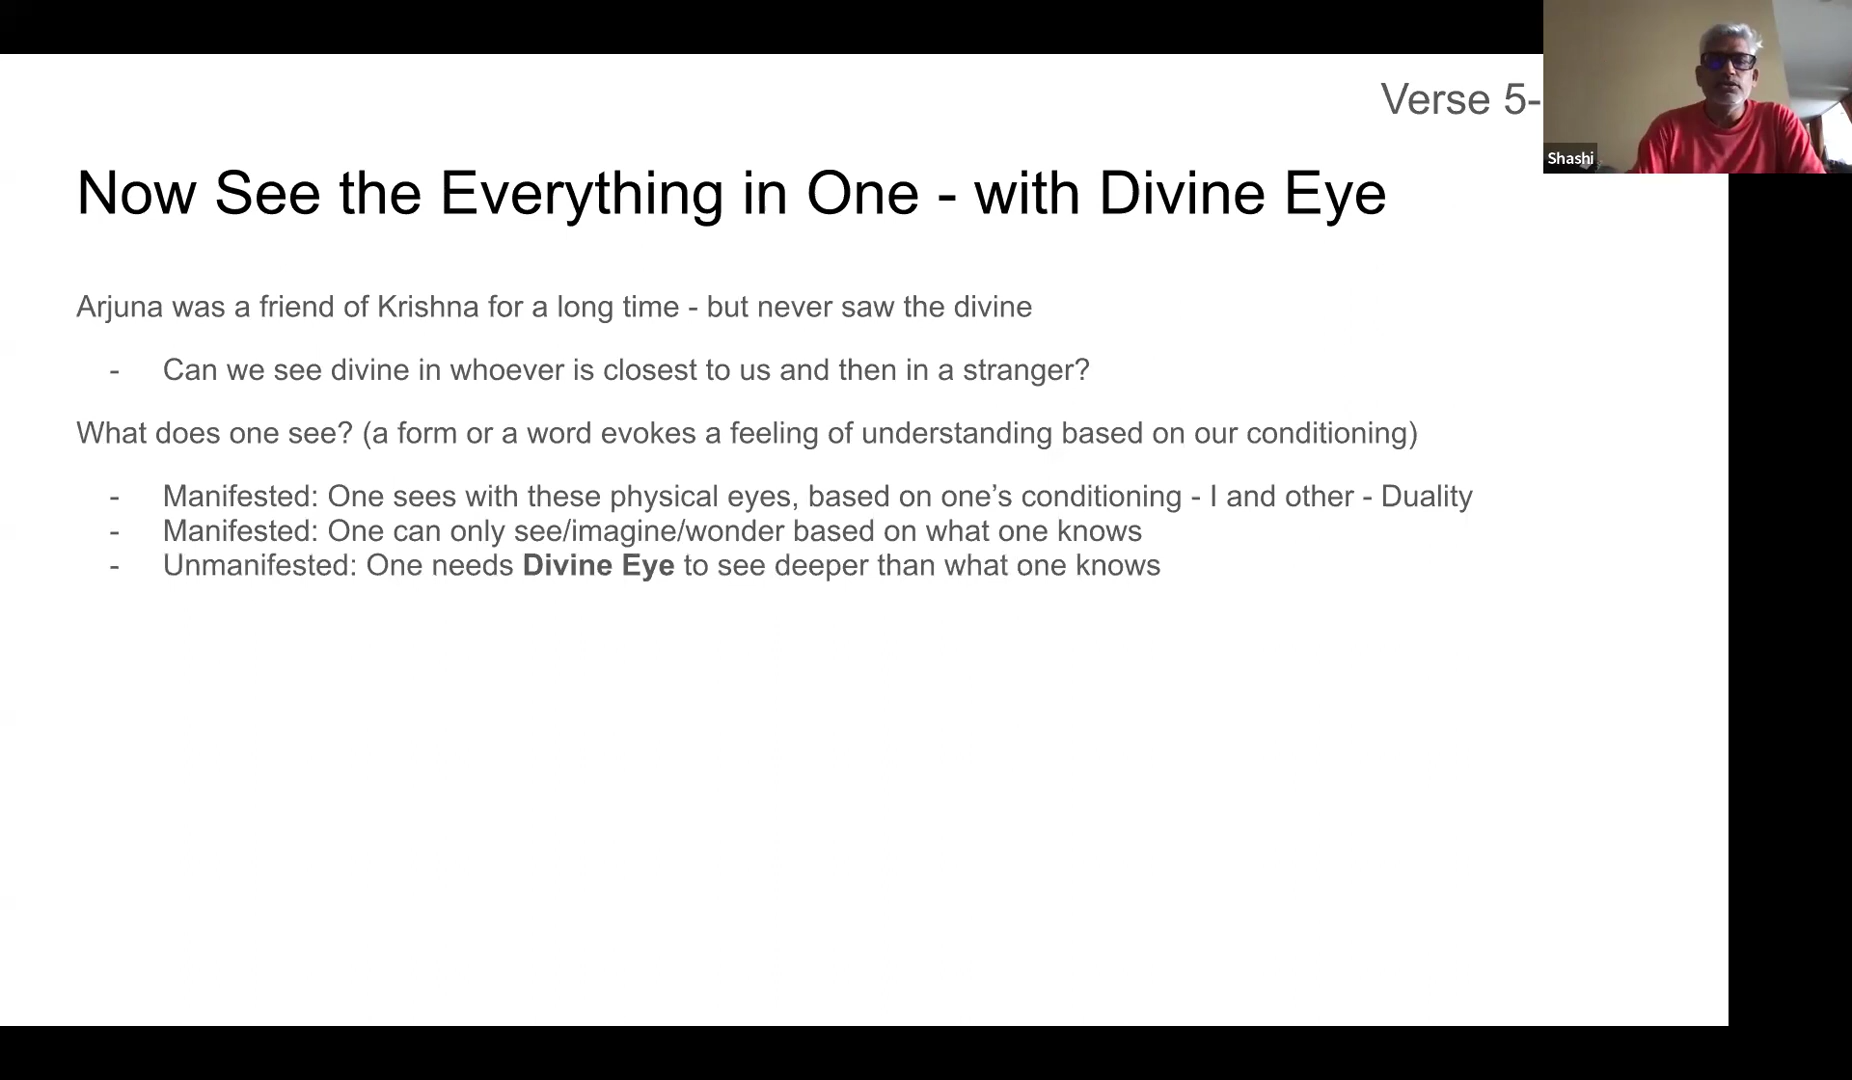 Verse 5-
Shashi
Now See the Everything in One - with Divine Eye
Arjuna was a friend of Krishna for a long time - but never saw the divine
- Can we see divine in whoever is closest to us and then in a stranger?
What does one see? (a form or a word evokes a feeling of understanding based on our conditioning)
- Manifested: One sees with these physical eyes, based on one’s conditioning - I and other - Duality
- Manifested: One can only see/imagine/wonder based on what one knows
- Unmanifested: One needs Divine Eye to see deeper than what one knows